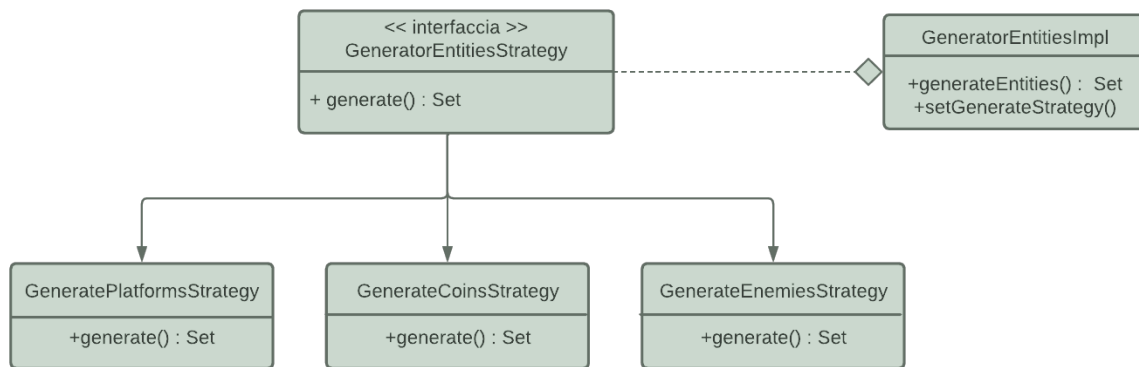 << interfaccia >>
GeneratorEntitiesStrategy
+ generate() : Set
GeneratorEntitiesImpl
+generateEntities() : Set
+setGenerateStrategy()
GeneratePlatformsStrategy
+generate() : Set
GenerateCoinsStrategy
+generate() : Set
GenerateEnemiesStrategy
+generate() : Set